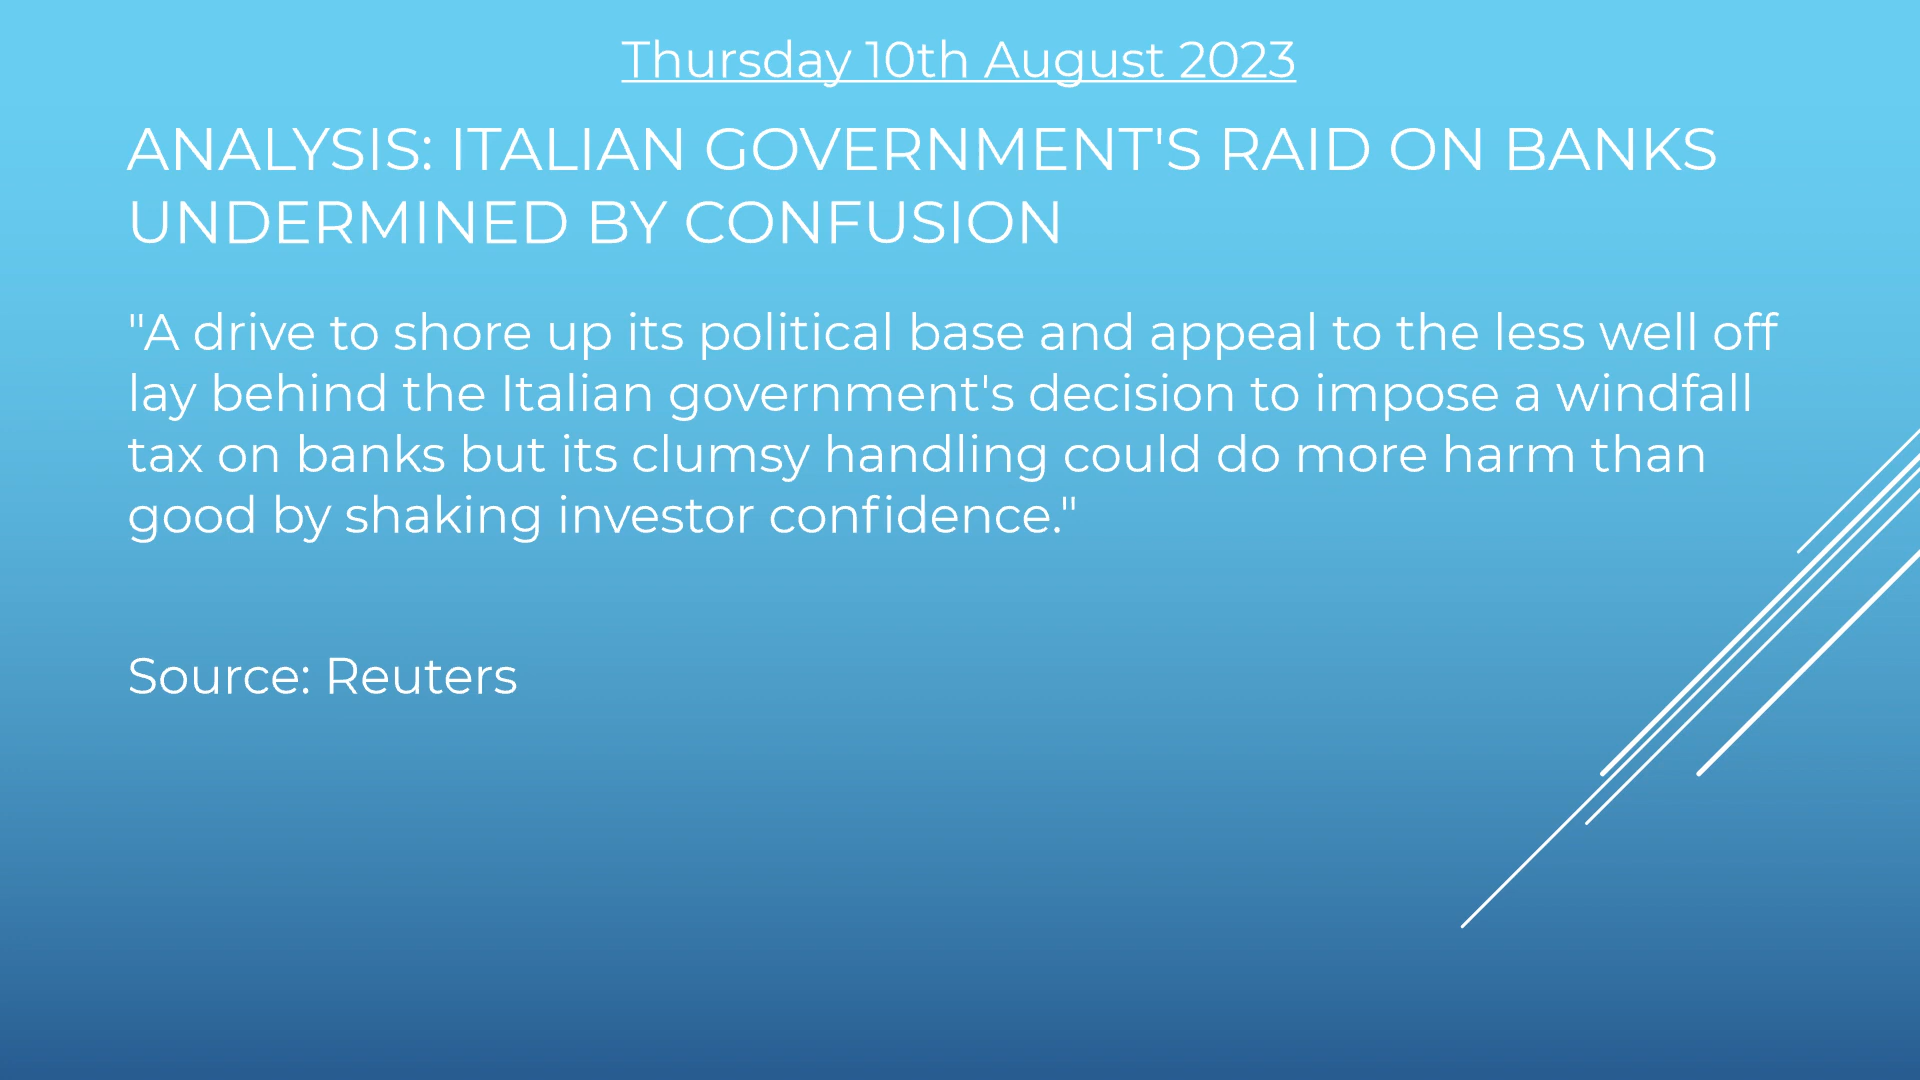 Thursday 10th August 2023
ANALYSIS: ITALIAN GOVERNMENT'S RAID ON BANKS
UNDERMINED BY CONFUSION
"A drive to shore up its political base and appeal to the less well off
lay behind the Italian government's decision to impose a windfall
tax on banks but its clumsy handling could do more harm than
good by shaking investor confidence."
Source: Reuters